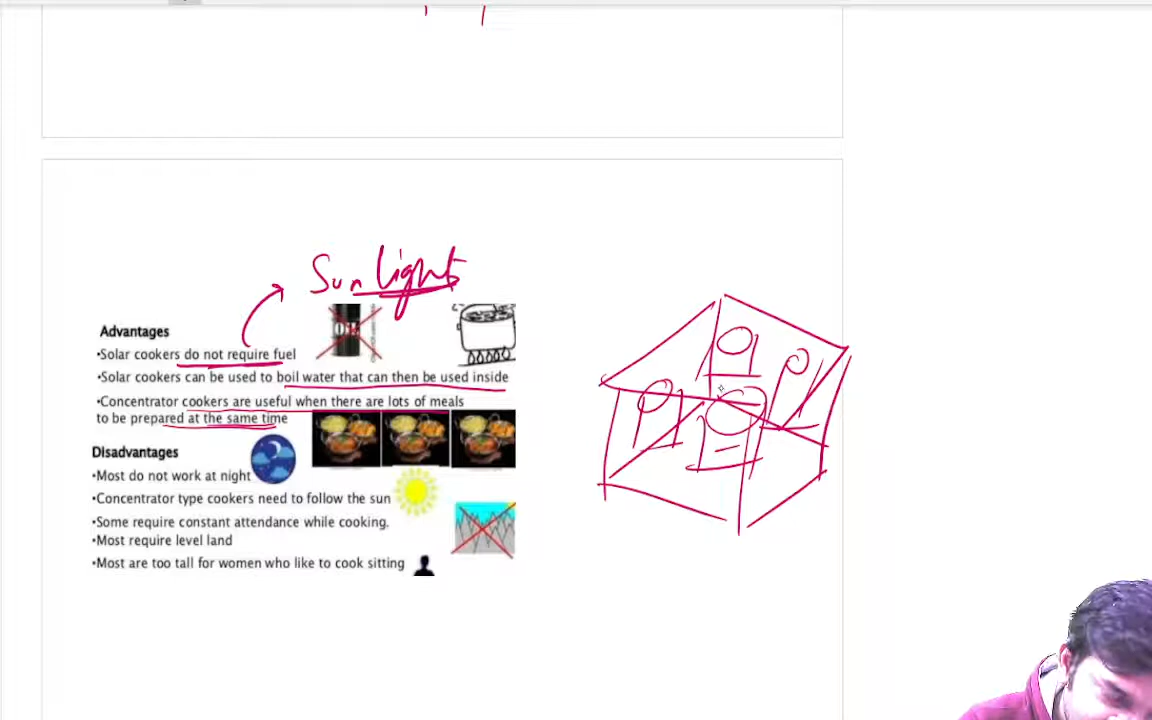 Sun light
Advantages
•Solar cookers do not require fuel
•Solar cookers can be used to boil water that can then be used inside
•Concentrator cookers are useful when there are lots of meals
to be prepared at the same time
Disadvantages
•Most do not work at night
•Concentrator type cookers need to follow the sun
•Some require constant attendance while cooking.
•Most require level land
•Most are too tall for women who like to cook sitting